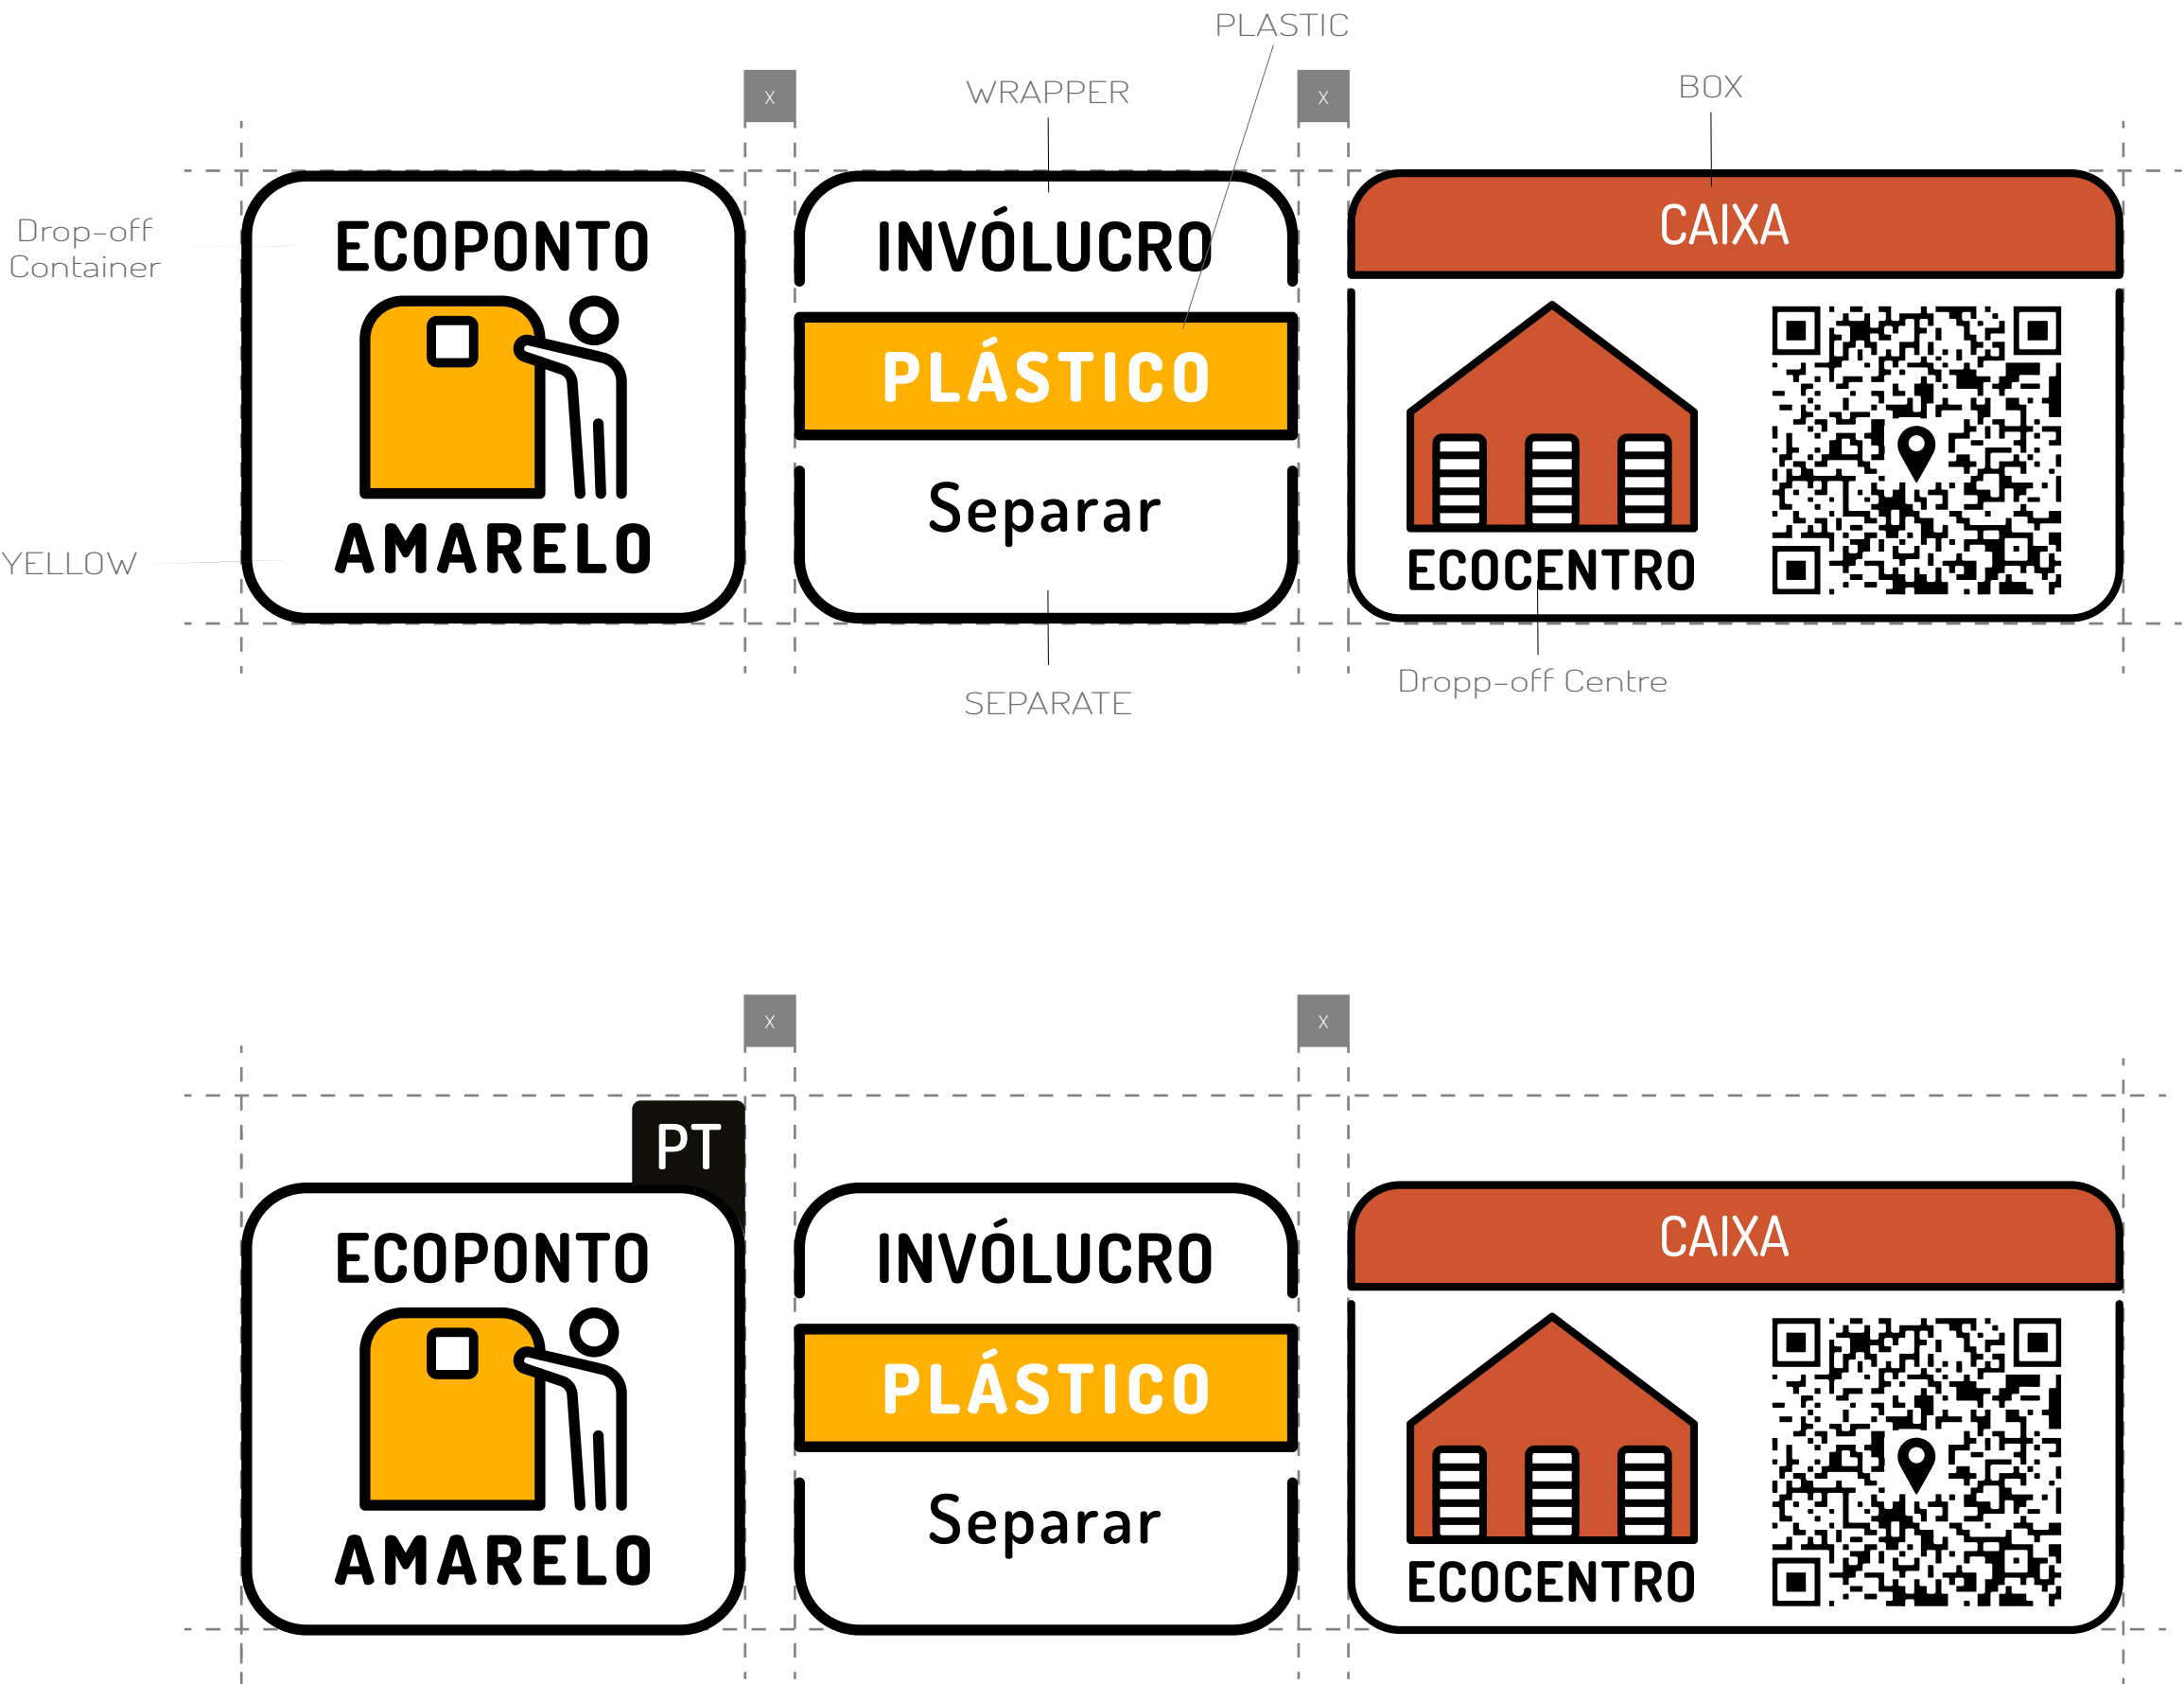 PLASTIC
WRAPPER
BOX
X
X
Drop-off
Container
ECOPONTO
AMARELO
YELLOW
INVÓLUCRO
PLÁSTICO
Separar
SEPARATE
CAIXA
ECOCENTRO
Dropp-off Centre
X
X
PT
ECOPONTO
AMARELO
INVÓLUCRO
PLÁSTICO
Separar
CAIXA
ECOCENTRO